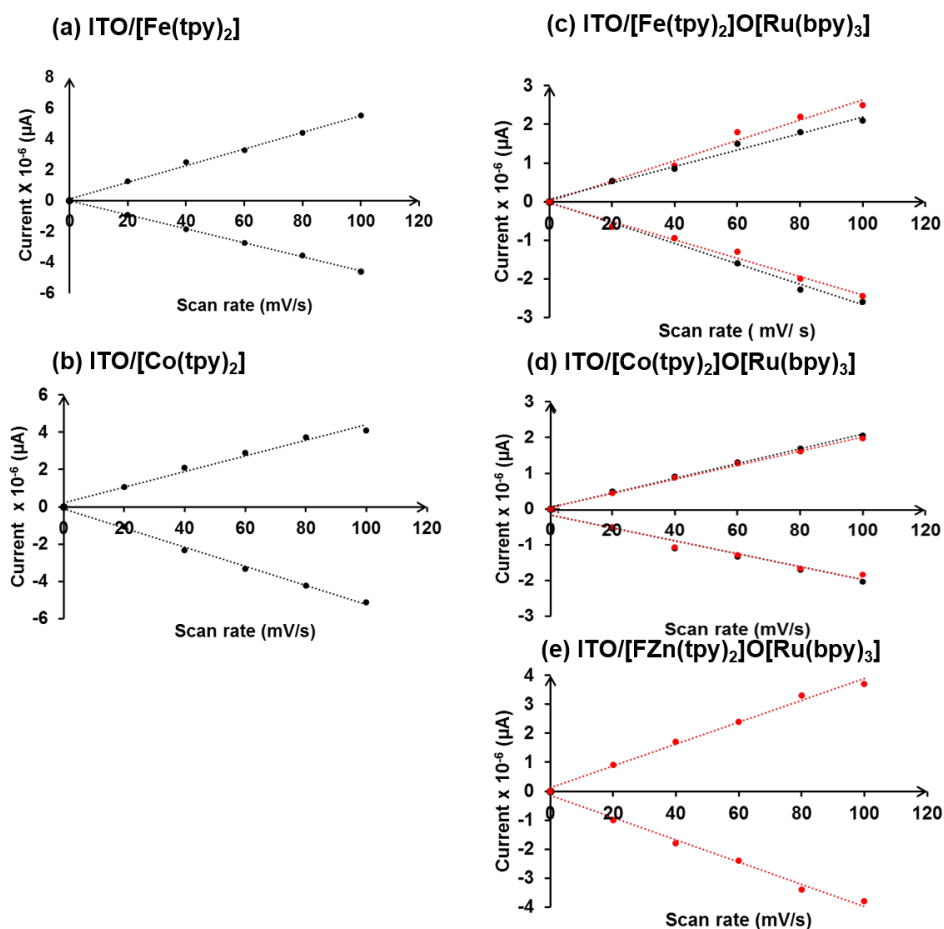 (a) ITO/[Fe(tpy)₂]
Current X 10⁻⁶ (µA)
8
6
4
2
0
-2
-4
-6
0 20 40 60 80 100 120
Scan rate (mV/s)
(b) ITO/[Co(tpy)₂]
Current x 10⁻⁶ (µA)
6
4
2
0
-2
-4
-6
0 20 40 60 80 100 120
Scan rate (mV/s)
(c) ITO/[Fe(tpy)₂]O[Ru(bpy)₃]
Current x 10⁻⁶ (µA)
3
2
1
0
-1
-2
-3
0 20 40 60 80 100 120
Scan rate ( mV/ s)
(d) ITO/[Co(tpy)₂]O[Ru(bpy)₃]
Current x 10⁻⁶ (µA)
3
2
1
0
-1
-2
-3
0 20 40 60 80 100 120
Scan rate (mV/s)
(e) ITO/[FZn(tpy)₂]O[Ru(bpy)₃]
Current x 10⁻⁶ (µA)
4
3
2
1
0
-1
-2
-3
-4
0 20 40 60 80 100 120
Scan rate (mV/s)